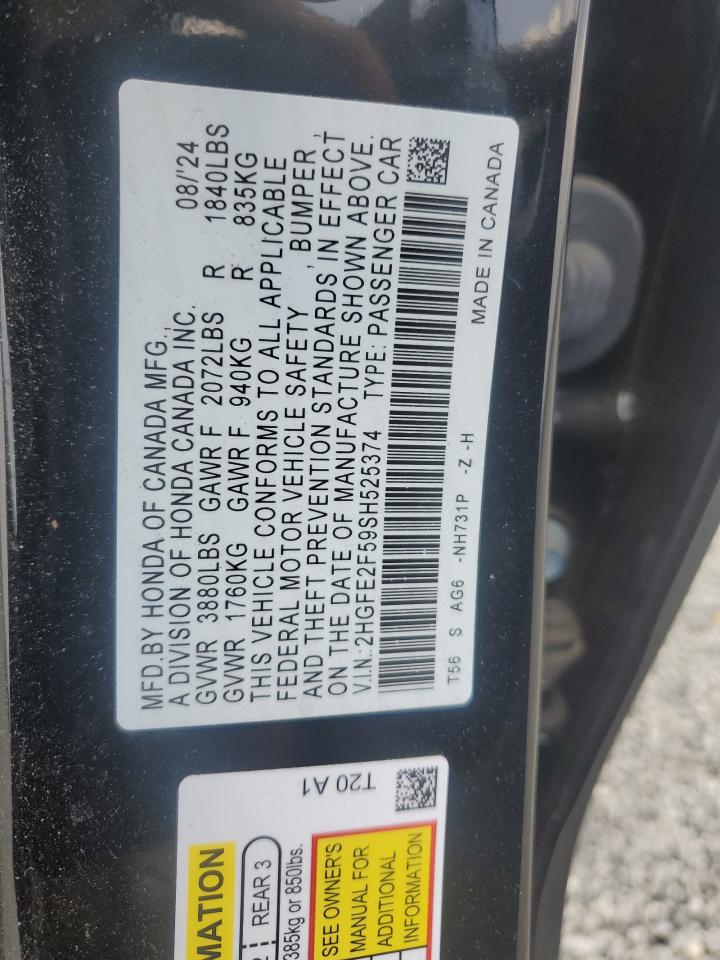 MFD.BY HONDA OF CANADA MFG.,
A DIVISION OF HONDA CANADA INC. 08/'24
GVWR 3880LBS GAWR F 2072LBS R 1840LBS
GVWR 1760KG GAWR F 940KG R 835KG
THIS VEHICLE CONFORMS TO ALL APPLICABLE
FEDERAL MOTOR VEHICLE SAFETY , BUMPER ,
AND THEFT PREVENTION STANDARDS IN EFFECT
ON THE DATE OF MANUFACTURE SHOWN ABOVE.
V.I.N.:2HGFE2F59SH525374 TYPE: PASSENGER CAR
T56 S AG6 -NH731P -Z -H
MADE IN CANADA
T20 A1
REAR 3
385kg or 850lbs.
SEE OWNER'S
MANUAL FOR
ADDITIONAL
INFORMATION